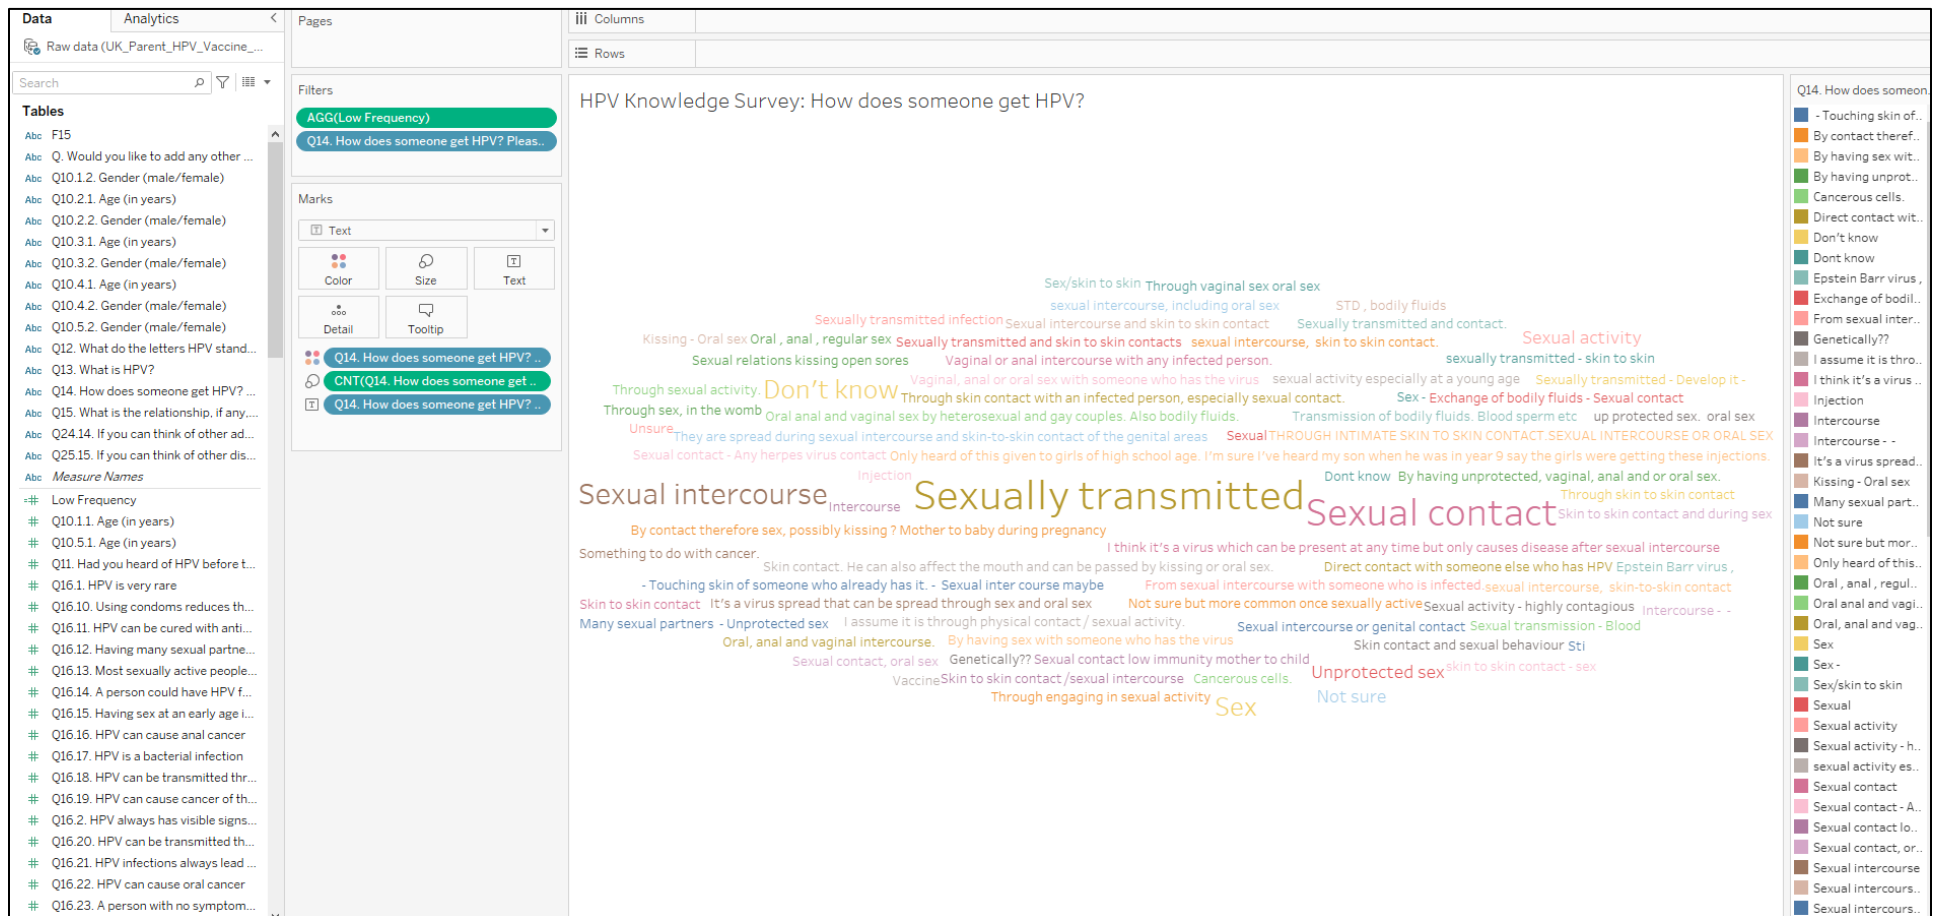 Data
Analytics
Raw data (UK_Parent_HPV_Vaccine_...
Search
Tables
Abc F15
Abc Q. Would you like to add any other ...
Abc Q10.1.2. Gender (male/female)
Abc Q10.2.1. Age (in years)
Abc Q10.2.2. Gender (male/female)
Abc Q10.3.1. Age (in years)
Abc Q10.3.2. Gender (male/female)
Abc Q10.4.1. Age (in years)
Abc Q10.4.2. Gender (male/female)
Abc Q10.5.2. Gender (male/female)
Abc Q12. What do the letters HPV stand...
Abc Q13. What is HPV?
Abc Q14. How does someone get HPV? ...
Abc Q15. What is the relationship, if any,...
Abc Q24.14. If you can think of other ad...
Abc Q25.15. If you can think of other dis...
Abc Measure Names
=# Low Frequency
# Q10.1.1. Age (in years)
# Q10.5.1. Age (in years)
# Q11. Had you heard of HPV before t...
# Q16.1. HPV is very rare
# Q16.10. Using condoms reduces th...
# Q16.11. HPV can be cured with anti...
# Q16.12. Having many sexual partne...
# Q16.13. Most sexually active people...
# Q16.14. A person could have HPV f...
# Q16.15. Having sex at an early age i...
# Q16.16. HPV can cause anal cancer
# Q16.17. HPV is a bacterial infection
# Q16.18. HPV can be transmitted thr...
# Q16.19. HPV can cause cancer of th...
# Q16.2. HPV always has visible signs...
# Q16.20. HPV can be transmitted th...
# Q16.21. HPV infections always lead ...
# Q16.22. HPV can cause oral cancer
# Q16.23. A person with no symptom...
Pages
Filters
AGG(Low Frequency)
Q14. How does someone get HPV? Pleas..
Marks
Text
Color
Size
Text
Detail
Tooltip
Q14. How does someone get HPV? ..
CNT(Q14. How does someone get ..
Q14. How does someone get HPV? ..
Columns
Rows
HPV Knowledge Survey: How does someone get HPV?
Sex/skin to skin Through vaginal sex oral sex
sexual intercourse, including oral sex STD , bodily fluids
Sexually transmitted infection Sexual intercourse and skin to skin contact Sexually transmitted and contact.
Kissing - Oral sex Oral , anal , regular sex Sexually transmitted and skin to skin contacts sexual intercourse, skin to skin contact. Sexual activity
Sexual relations kissing open sores Vaginal or anal intercourse with any infected person. sexually transmitted - skin to skin
Through sexual activity. Don't know Vaginal, anal or oral sex with someone who has the virus sexual activity especially at a young age Sexually transmitted - Develop it -
Through skin contact with an infected person, especially sexual contact. Sex - Exchange of bodily fluids - Sexual contact
Through sex, in the womb Oral anal and vaginal sex by heterosexual and gay couples. Also bodily fluids. Transmission of bodily fluids. Blood sperm etc up protected sex. oral sex
Unsure_ They are spread during sexual intercourse and skin-to-skin contact of the genital areas Sexual THROUGH INTIMATE SKIN TO SKIN CONTACT.SEXUAL INTERCOURSE OR ORAL SEX
Sexual contact - Any herpes virus contact Only heard of this given to girls of high school age. I'm sure I've heard my son when he was in year 9 say the girls were getting these injections.
Injection Dont know By having unprotected, vaginal, anal and or oral sex.
Sexual intercourse Intercourse Sexually transmitted Sexual contact Through skin to skin contact
Skin to skin contact and during sex
By contact therefore sex, possibly kissing ? Mother to baby during pregnancy
Something to do with cancer. I think it's a virus which can be present at any time but only causes disease after sexual intercourse
Skin contact. He can also affect the mouth and can be passed by kissing or oral sex. Direct contact with someone else who has HPV Epstein Barr virus ,
- Touching skin of someone who already has it. - Sexual inter course maybe From sexual intercourse with someone who is infected. sexual intercourse, skin-to-skin contact
Skin to skin contact It's a virus spread that can be spread through sex and oral sex Not sure but more common once sexually active Sexual activity - highly contagious Intercourse - -
Many sexual partners - Unprotected sex I assume it is through physical contact / sexual activity. Sexual intercourse or genital contact Sexual transmission - Blood
Oral, anal and vaginal intercourse. By having sex with someone who has the virus Skin contact and sexual behaviour Sti
Sexual contact, oral sex Genetically?? Sexual contact low immunity mother to child Unprotected sex skin to skin contact - sex
Vaccine Skin to skin contact /sexual intercourse Cancerous cells.
Through engaging in sexual activity Sex Not sure
Q14. How does someon..
- Touching skin of..
By contact theref..
By having sex wit..
By having unprot..
Cancerous cells.
Direct contact wit..
Don't know
Dont know
Epstein Barr virus ,
Exchange of bodil..
From sexual inter..
Genetically??
I assume it is thro..
I think it's a virus ..
Injection
Intercourse
Intercourse - -
It's a virus spread..
Kissing - Oral sex
Many sexual part..
Not sure
Not sure but mor..
Only heard of this..
Oral , anal , regul..
Oral anal and vagi..
Oral, anal and vag..
Sex
Sex -
Sex/skin to skin
Sexual
Sexual activity
Sexual activity - h..
sexual activity es..
Sexual contact
Sexual contact - A..
Sexual contact lo..
Sexual contact, or..
Sexual intercourse
Sexual intercours..
Sexual intercours..